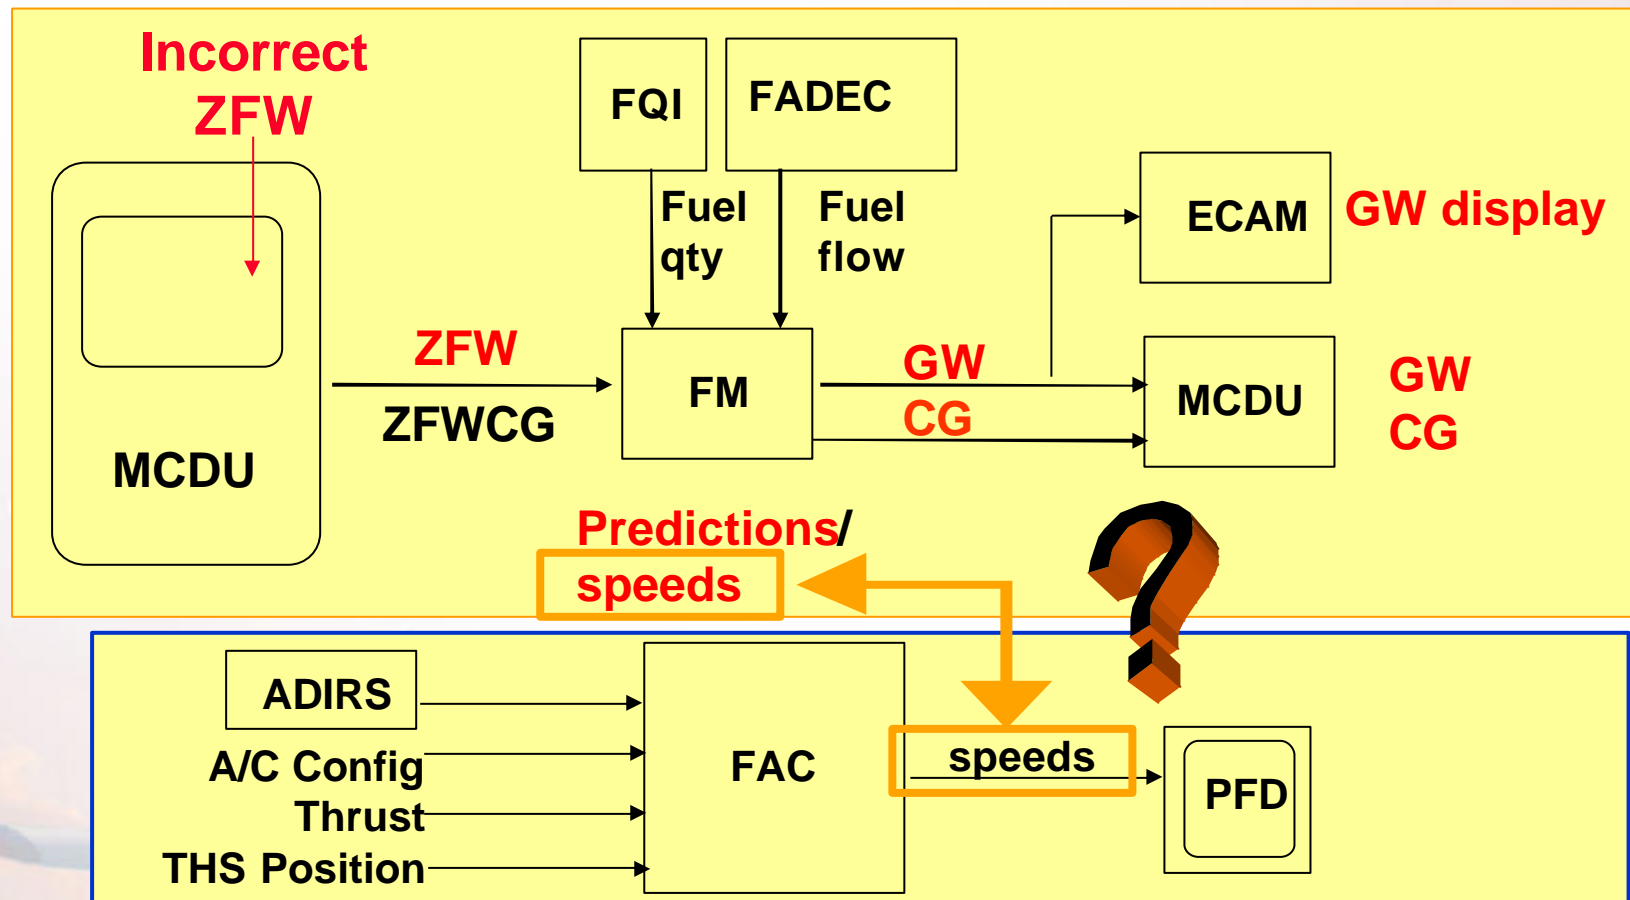 Incorrect
ZFW
FQI
FADEC
Fuel
qty
Fuel
flow
ECAM
GW display
ZFW
ZFWCG
FM
GW
CG
MCDU
GW
CG
MCDU
Predictions/
speeds
?
ADIRS
A/C Config
Thrust
THS Position
FAC
speeds
PFD